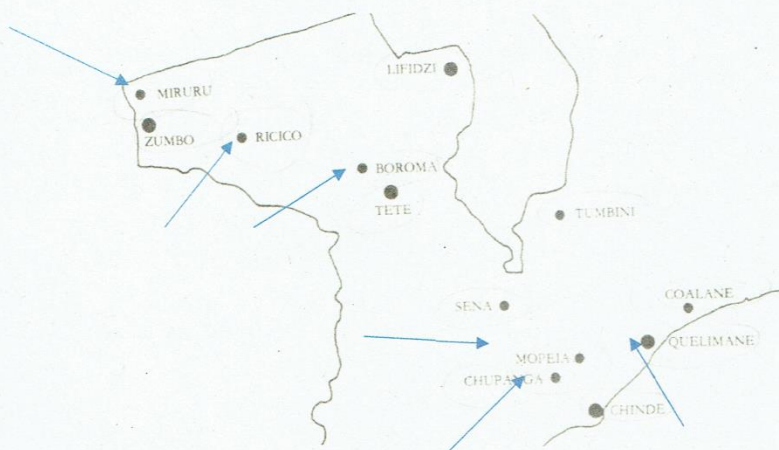 LIFIDZI
MIRURU
ZUMBO
RICICO
BOROMA
TETE
TUMBINI
SENA
COALANE
QUELIMANE
MOPEIA
CHUPANGA
CHINDE